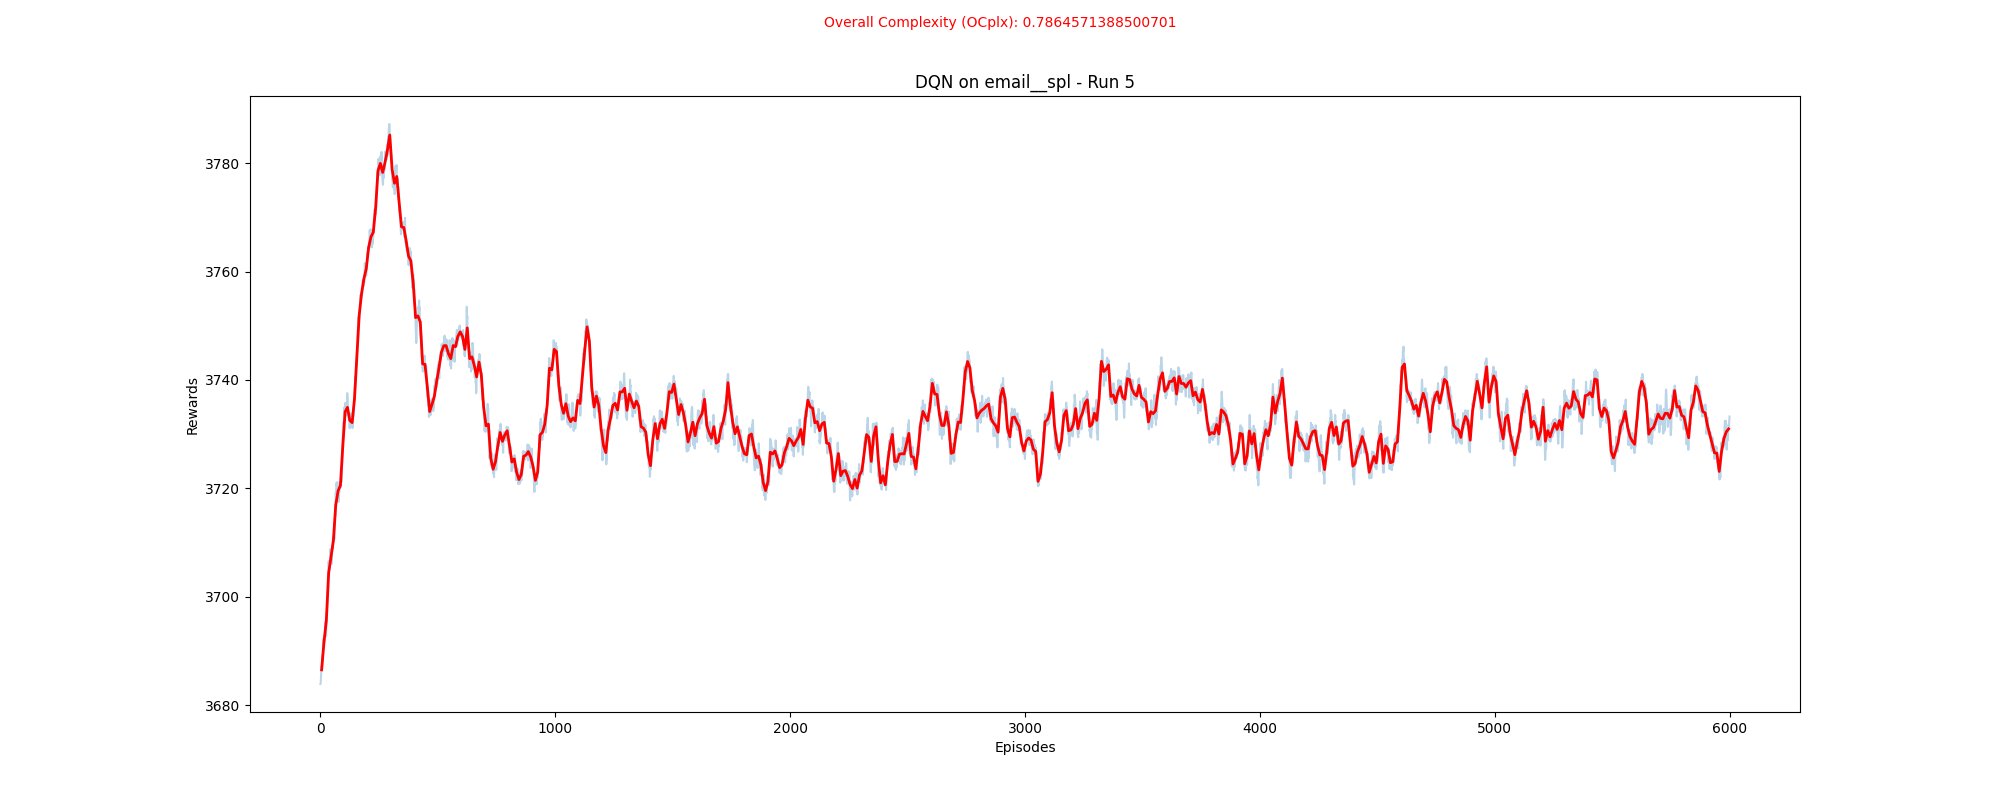 Overall Complexity (OCplx): 0.7864571388500701
DQN on email__spl - Run 5
Rewards
3780
3760
3740
3720
3700
3680
0 1000 2000 3000 4000 5000 6000
Episodes